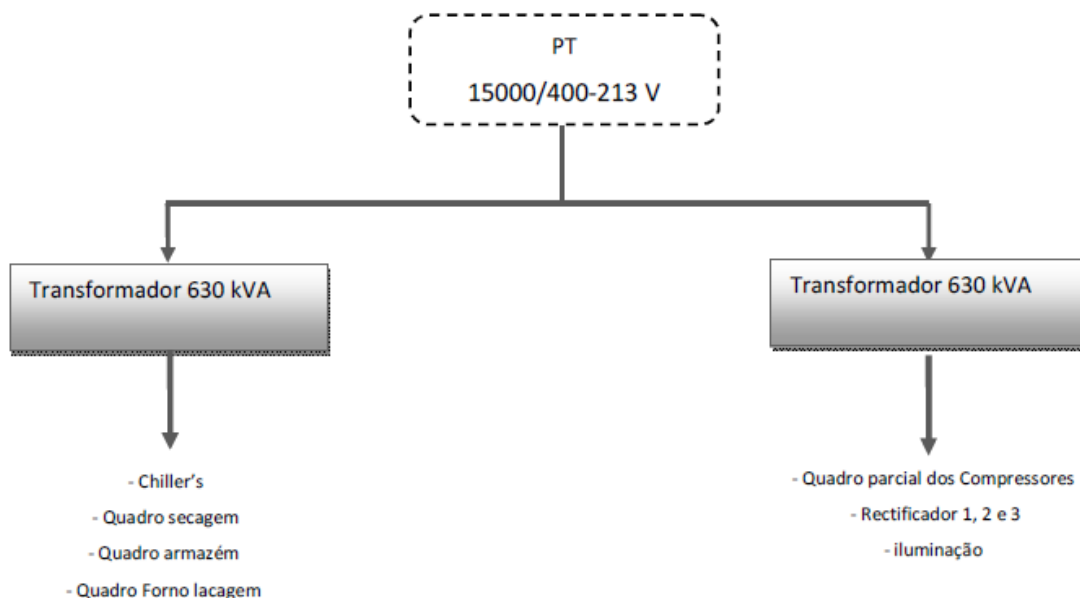 PT
15000/400-213 V
Transformador 630 kVA
Transformador 630 kVA
- Chiller’s
- Quadro secagem
- Quadro armazém
- Quadro Forno lacagem
- Quadro parcial dos Compressores
- Rectificador 1, 2 e 3
- iluminação